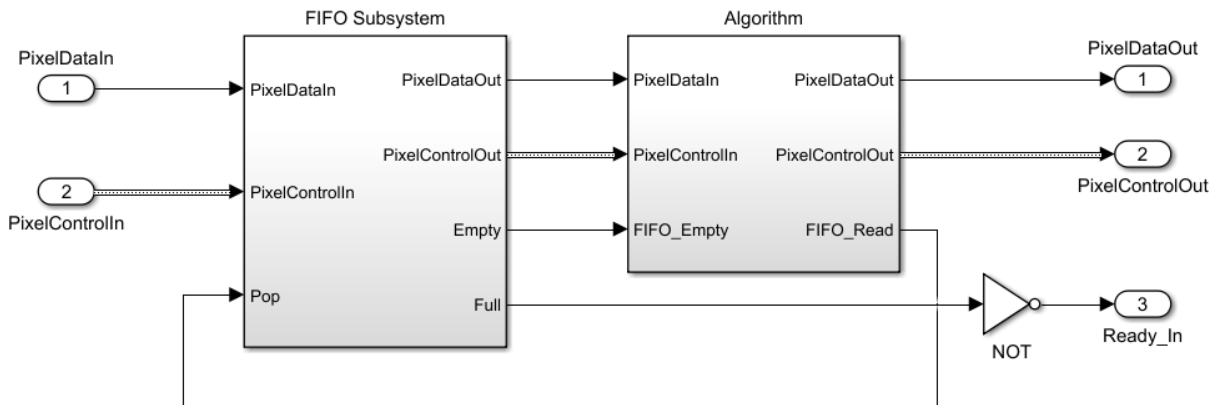 FIFO Subsystem
Algorithm
PixelDataIn
1
PixelDataIn
PixelDataOut
PixelDataIn
PixelDataOut
PixelDataOut
1
PixelControlOut
PixelControlIn
PixelControlOut
2
PixelControlOut
2
PixelControlIn
PixelControlIn
Empty
FIFO_Empty
FIFO_Read
Pop
Full
NOT
3
Ready_In